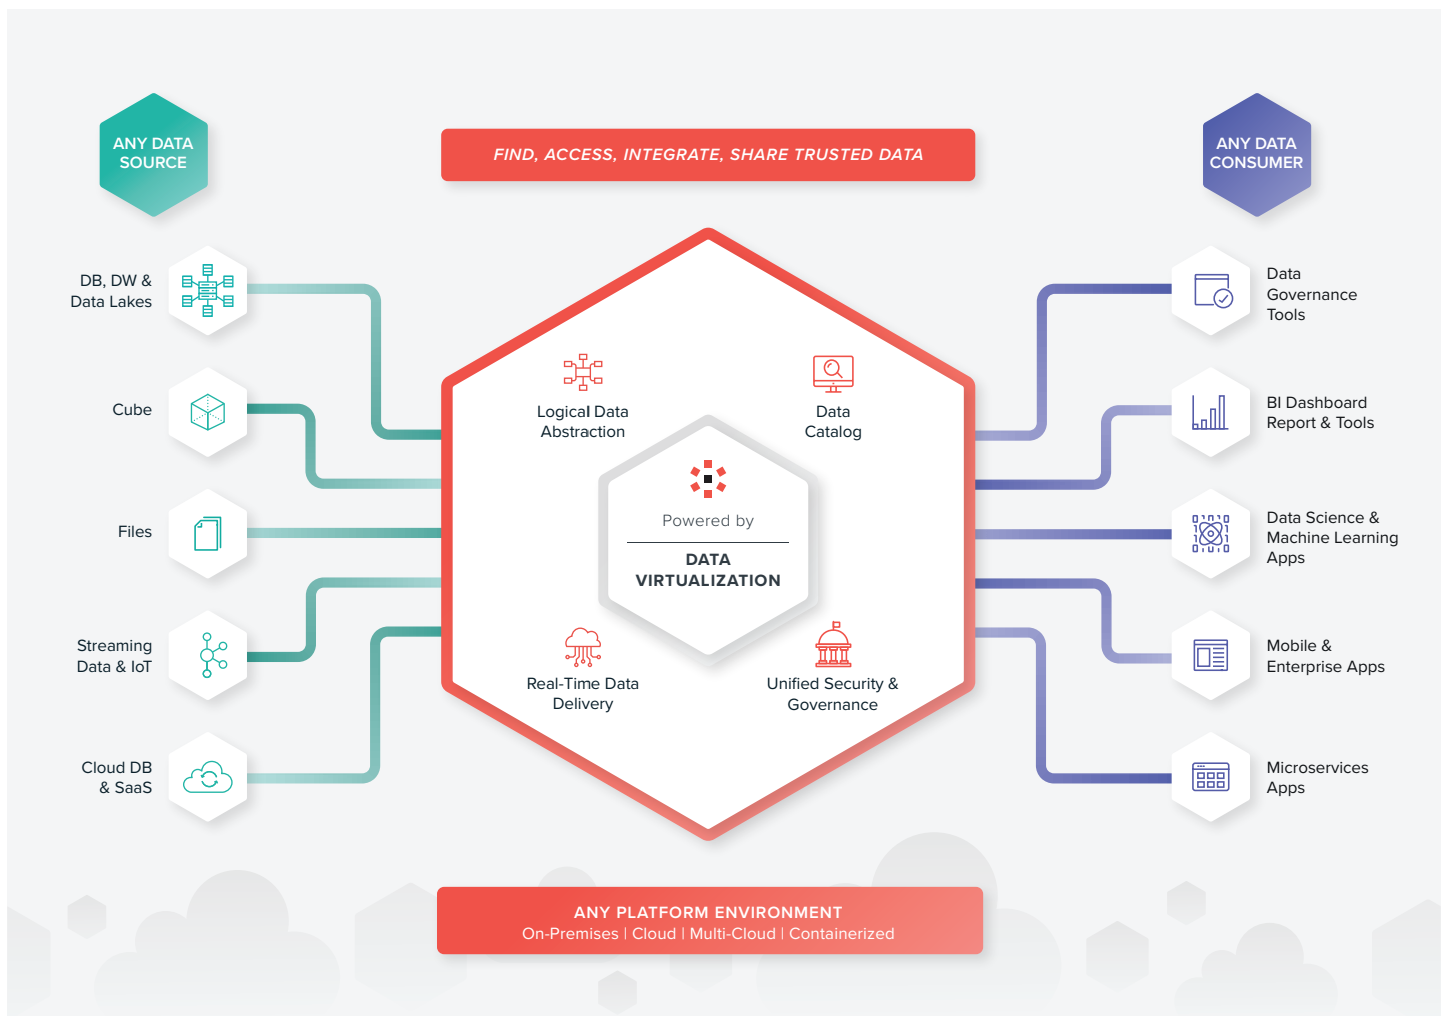 ANY DATA
SOURCE
FIND, ACCESS, INTEGRATE, SHARE TRUSTED DATA
ANY DATA
CONSUMER
DB, DW &
Data Lakes
Cube
Files
Streaming
Data & IoT
Cloud DB
& SaaS
Logical Data
Abstraction
Data
Catalog
Powered by
DATA
VIRTUALIZATION
Real-Time Data
Delivery
Unified Security &
Governance
Data
Governance
Tools
BI Dashboard
Report & Tools
Data Science &
Machine Learning
Apps
Mobile &
Enterprise Apps
Microservices
Apps
ANY PLATFORM ENVIRONMENT
On-Premises | Cloud | Multi-Cloud | Containerized